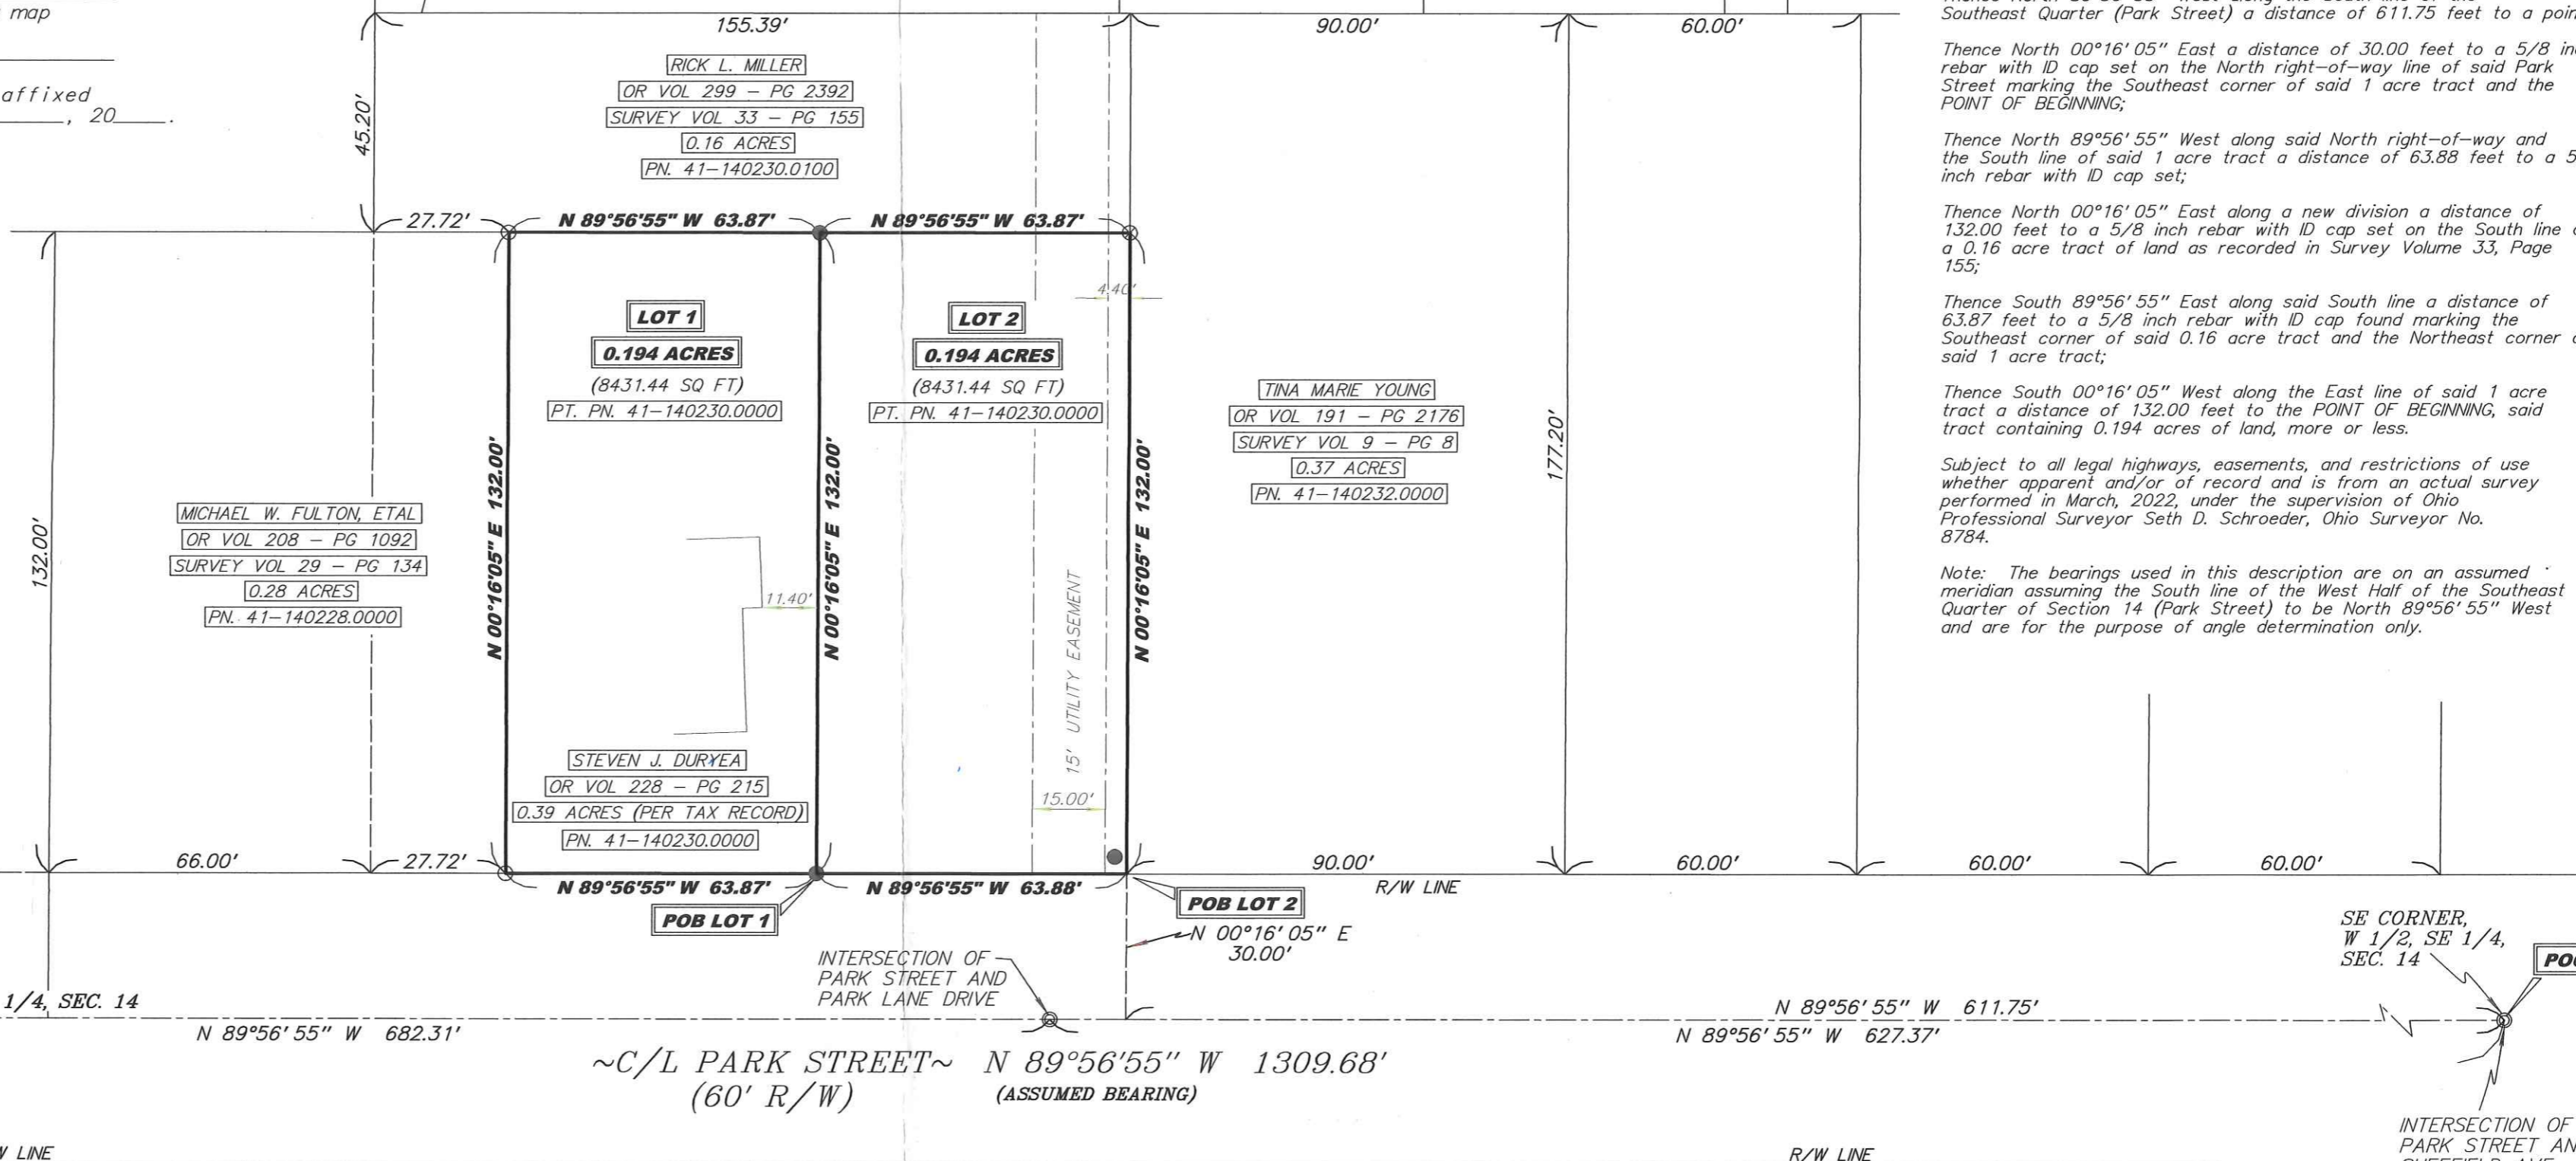 map
affixed
, 20 .
155.39'
90.00'
60.00'
45.20'
RICK L. MILLER
OR VOL 299 – PG 2392
SURVEY VOL 33 – PG 155
0.16 ACRES
PN. 41–140230.0100
27.72'
N 89°56'55" W 63.87'
N 89°56'55" W 63.87'
4.40'
LOT 1
0.194 ACRES
(8431.44 SQ FT)
PT. PN. 41–140230.0000
LOT 2
0.194 ACRES
(8431.44 SQ FT)
PT. PN. 41–140230.0000
TINA MARIE YOUNG
OR VOL 191 – PG 2176
SURVEY VOL 9 – PG 8
0.37 ACRES
PN. 41–140232.0000
177.20'
132.00'
MICHAEL W. FULTON, ETAL
OR VOL 208 – PG 1092
SURVEY VOL 29 – PG 134
0.28 ACRES
PN. 41–140228.0000
N 00°16'05" E 132.00'
N 00°16'05" E 132.00'
N 00°16'05" E 132.00'
11.40'
15' UTILITY EASEMENT
15.00'
STEVEN J. DURYEA
OR VOL 228 – PG 215
0.39 ACRES (PER TAX RECORD)
PN. 41–140230.0000
66.00'
27.72'
N 89°56'55" W 63.87'
N 89°56'55" W 63.88'
90.00'
R/W LINE
60.00'
60.00'
60.00'
POB LOT 1
POB LOT 2
N 00°16'05" E
30.00'
INTERSECTION OF
PARK STREET AND
PARK LANE DRIVE
SE CORNER,
W 1/2, SE 1/4,
SEC. 14
1/4, SEC. 14
N 89°56'55" W 682.31'
N 89°56'55" W 611.75'
N 89°56'55" W 627.37'
~C/L PARK STREET~ N 89°56'55" W 1309.68'
(60' R/W)
(ASSUMED BEARING)
LINE
R/W LINE
INTERSECTION OF
PARK STREET
Southeast Quarter (Park Street) a distance of 611.75 feet to a
Thence North 00°16'05" East a distance of 30.00 feet to a 5/8
rebar with ID cap set on the North right–of–way line of said Park
Street marking the Southeast corner of said 1 acre tract and the
POINT OF BEGINNING;
Thence North 89°56'55" West along said North right–of–way and
the South line of said 1 acre tract a distance of 63.88 feet to a
inch rebar with ID cap set;
Thence North 00°16'05" East along a new division a distance of
132.00 feet to a 5/8 inch rebar with ID cap set on the South line
a 0.16 acre tract of land as recorded in Survey Volume 33, Page
155;
Thence South 89°56'55" East along said South line a distance of
63.87 feet to a 5/8 inch rebar with ID cap found marking the
Southeast corner of said 0.16 acre tract and the Northeast corner
said 1 acre tract;
Thence South 00°16'05" West along the East line of said 1 acre
tract a distance of 132.00 feet to the POINT OF BEGINNING, said
tract containing 0.194 acres of land, more or less.
Subject to all legal highways, easements, and restrictions of use
whether apparent and/or of record and is from an actual survey
performed in March, 2022, under the supervision of Ohio
Professional Surveyor Seth D. Schroeder, Ohio Surveyor No.
8784.
Note: The bearings used in this description are on an assumed
meridian assuming the South line of the West Half of the Southeast
Quarter of Section 14 (Park Street) to be North 89°56'55" West
and are for the purpose of angle determination only.